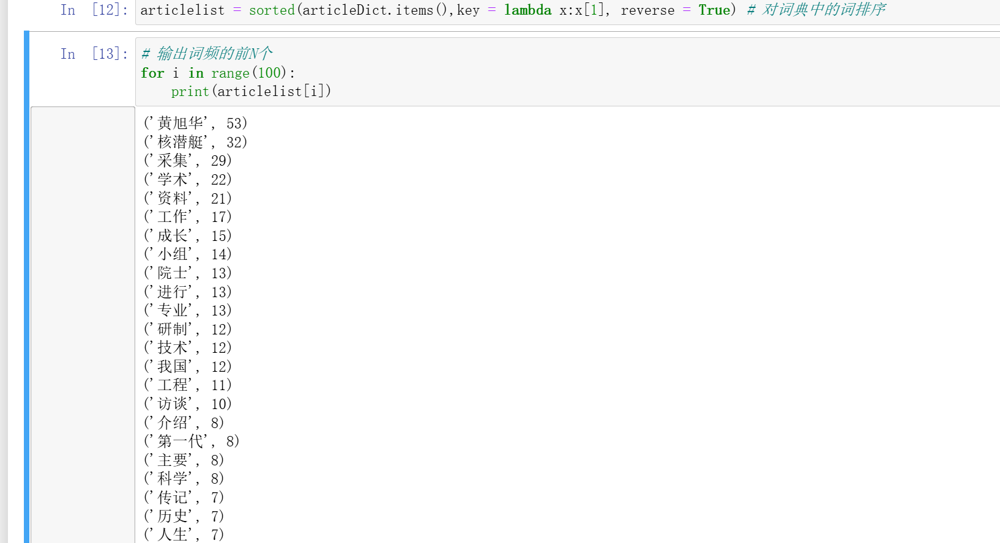 In [12]: articlelist = sorted(articleDict.items(),key = lambda x:x[1], reverse = True) # 对词典中的词排序
In [13]: # 输出词频的前N个
for i in range(100):
    print(articlelist[i])
('黄旭华', 53)
('核潜艇', 32)
('采集', 29)
('学术', 22)
('资料', 21)
('工作', 17)
('成长', 15)
('小组', 14)
('院士', 13)
('进行', 13)
('专业', 13)
('研制', 12)
('技术', 12)
('我国', 12)
('工程', 11)
('访谈', 10)
('介绍', 8)
('第一代', 8)
('主要', 8)
('科学', 8)
('传记', 7)
('历史', 7)
('人生', 7)